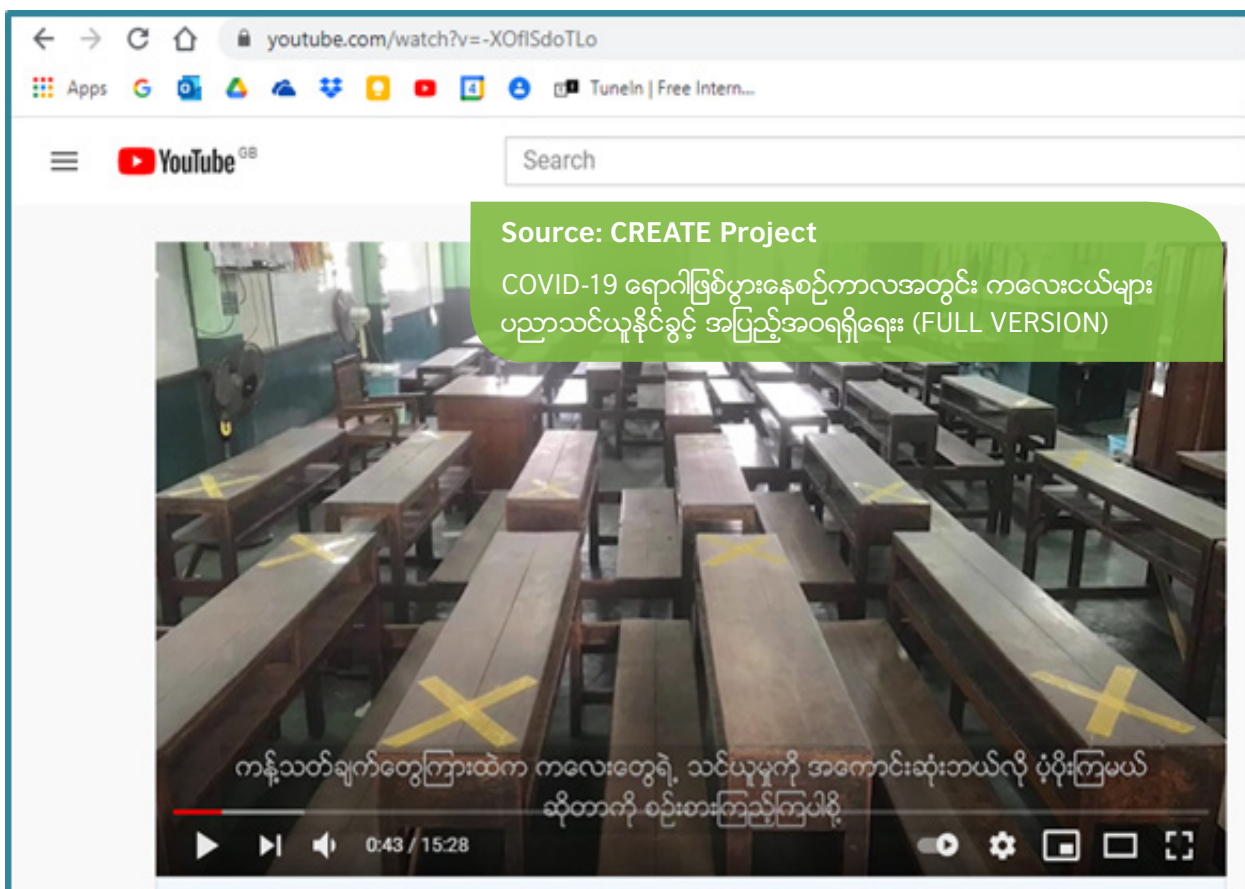 youtube.com/watch?v=-XOflSdoTLo
Apps
4
TuneIn | Free Intern...
YouTube GB
Search
Source: CREATE Project
COVID-19 ရောဂါဖြစ်ပွားနေစဉ်ကာလအတွင်း ကလေးငယ်များ
ပညာသင်ယူနိုင်ခွင့် အပြည့်အဝရရှိရေး (FULL VERSION)
ကန့်သတ်ချက်တွေကြားထဲက ကလေးတွေရဲ့ သင်ယူမှုကို အကောင်းဆုံးဘယ်လို ပံ့ပိုးကြမယ်
ဆိုတာကို စဉ်းစားကြည့်ကြပါစို့
0:43 / 15:28